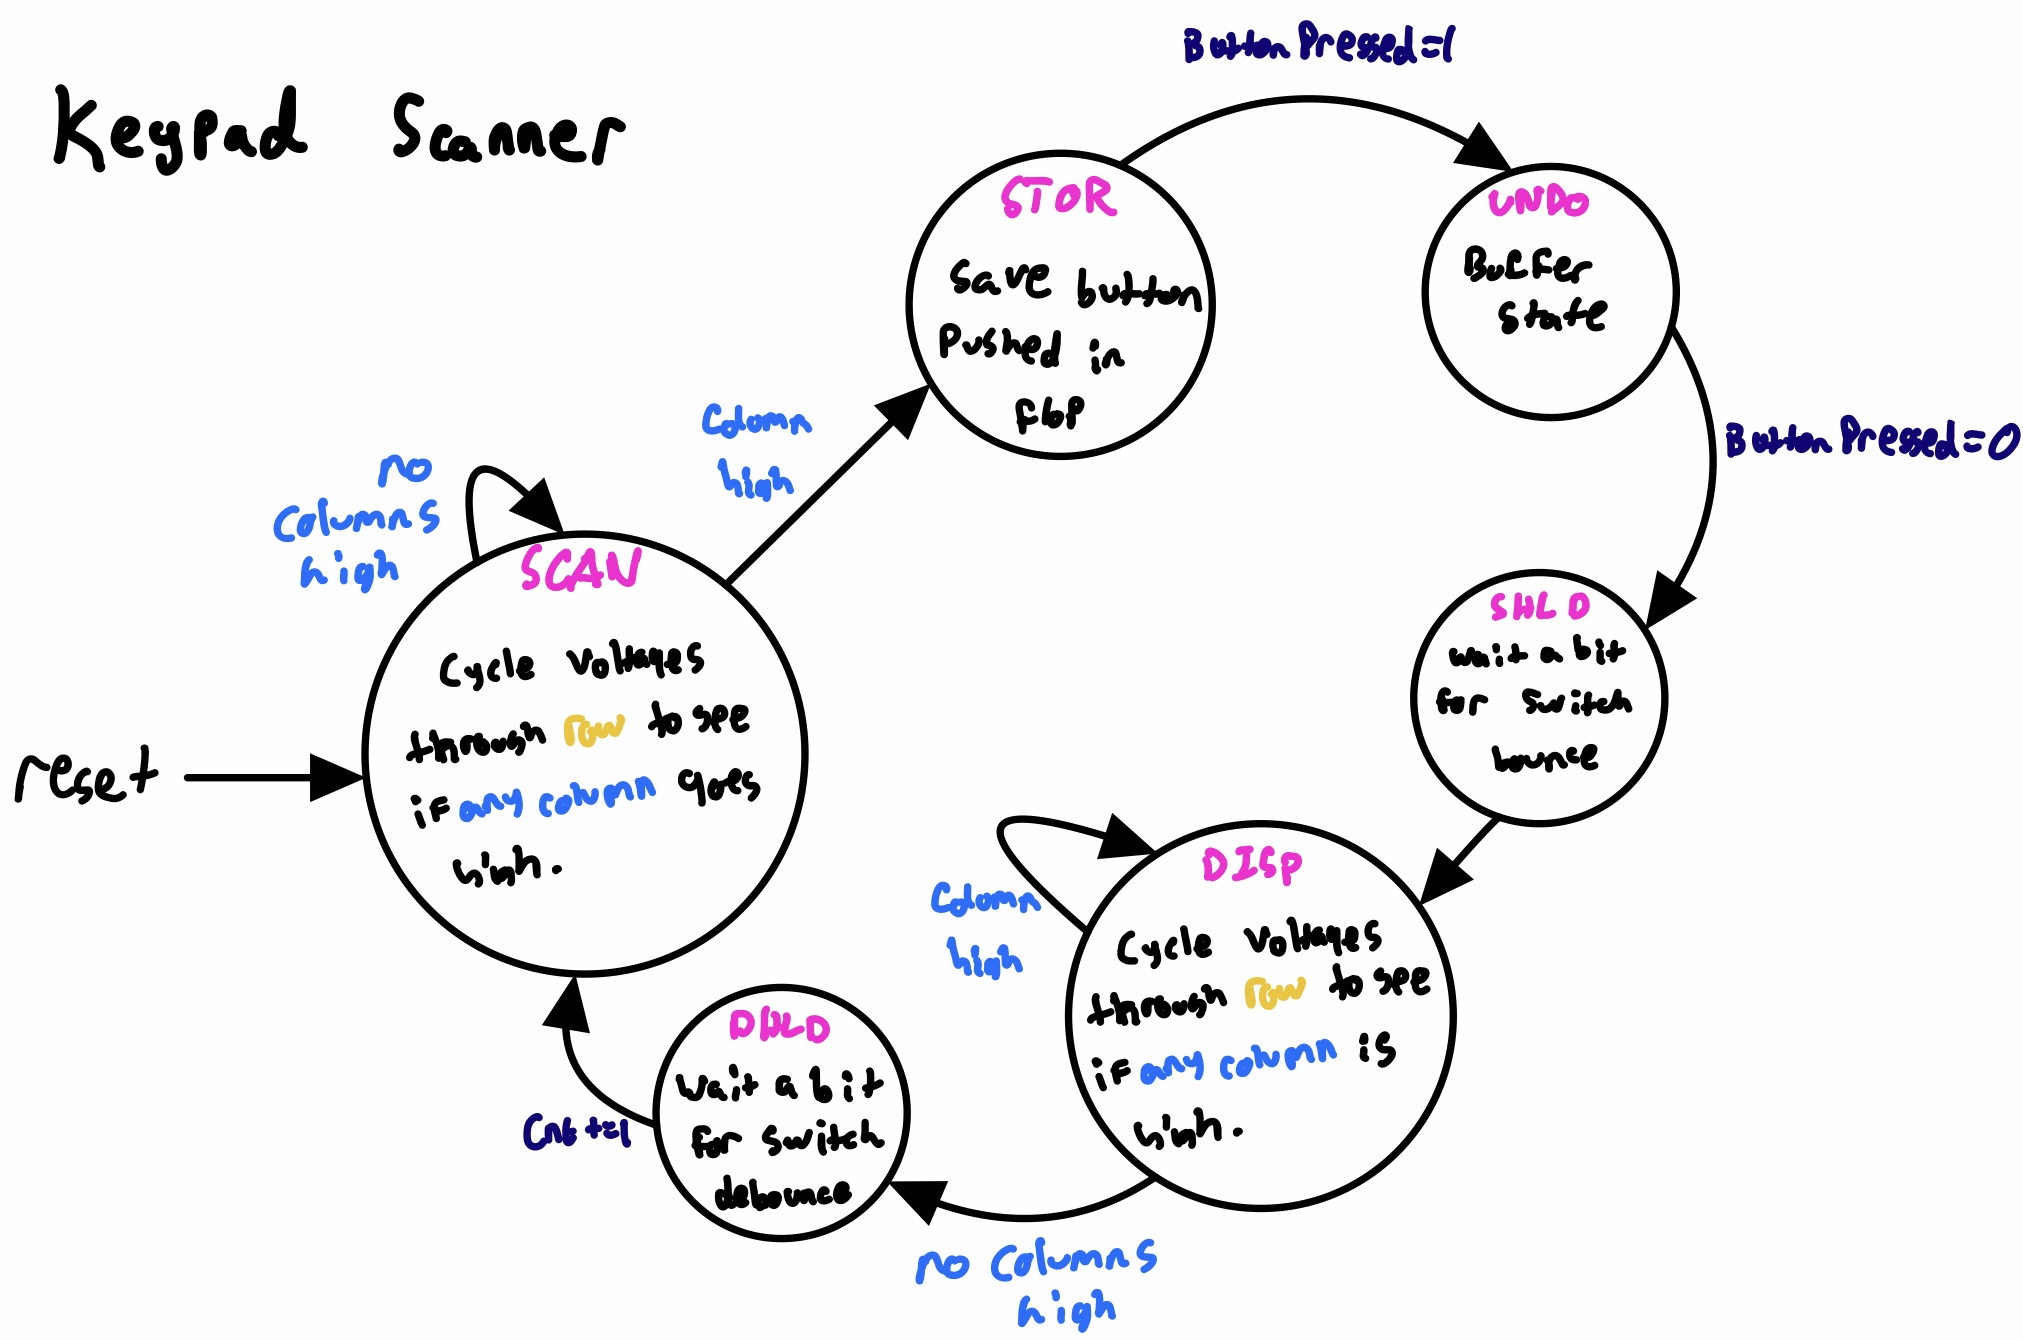 Keypad Scanner
Button Pressed=1
STOR
save button
pushed in
fbp
UNDO
Buffer
state
Button Pressed=0
Column
high
no
Columns
high
SCAN
Cycle voltages
through row to see
if any column goes
high.
reset
SHLD
wait a bit
for switch
bounce
Column
high
DISP
Cycle voltages
through row to see
if any column is
high.
DHLD
Wait a bit
for switch
debounce
Cnt+=1
no Columns
high